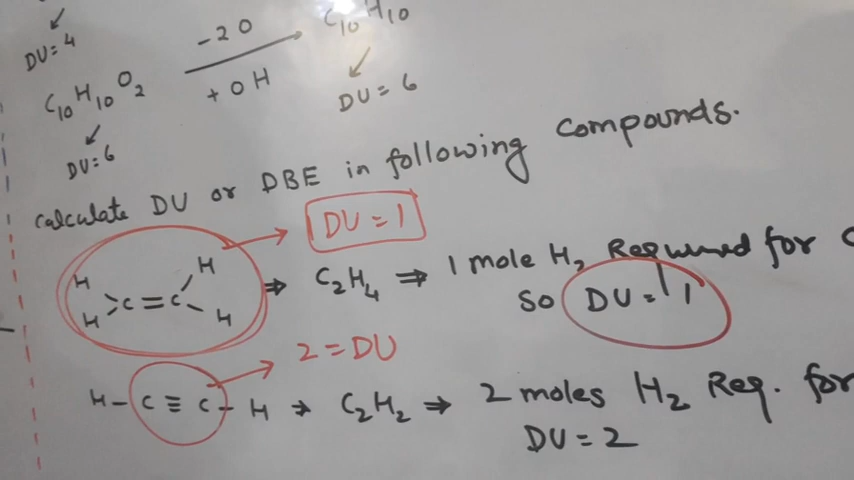 DU = 4
C10H10O2 -2O +OH C10H10
DU = 6
DU = 6
Calculate DU or DBE in following compounds.
DU = 1
H H C = C H H ⇒ C2H4 ⇒ 1 mole H2 Required for
So DU = 1
2 = DU
H - C ≡ C - H → C2H2 ⇒ 2 moles H2 Req. for
DU = 2